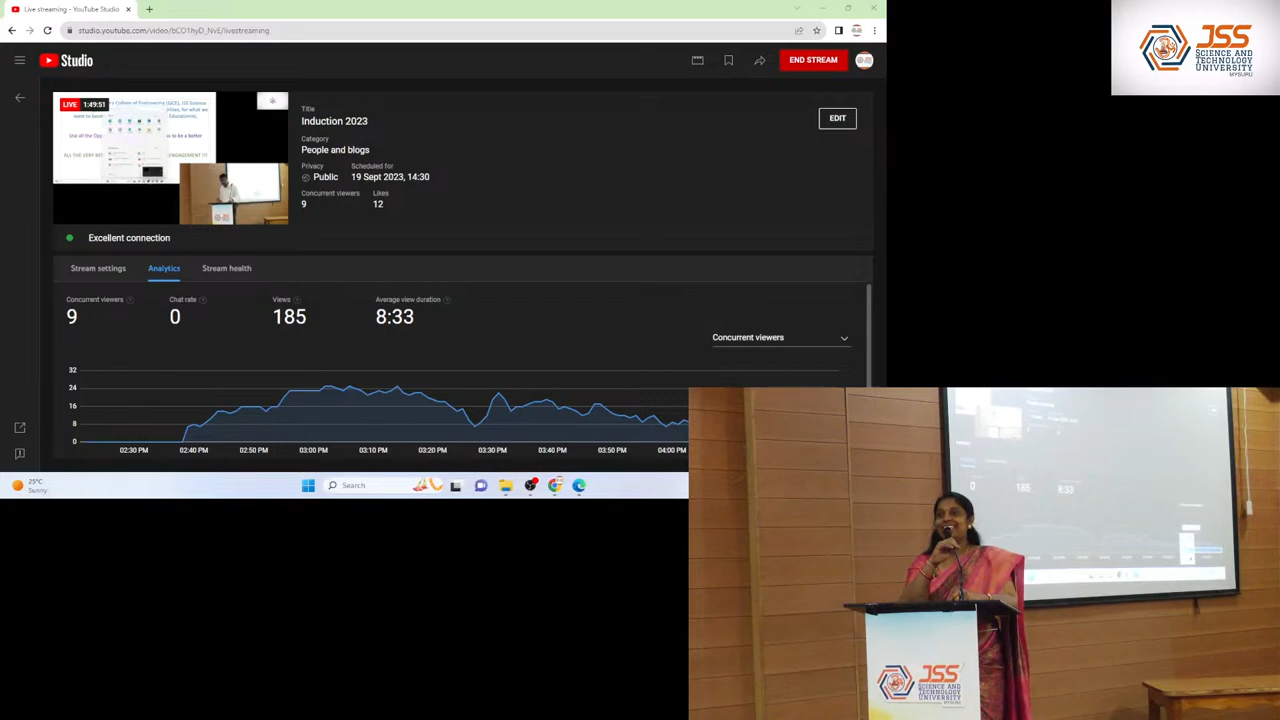 Live streaming - YouTube Studio
studio.youtube.com/video/bCO1hyD_NvE/livestreaming
JSS
SCIENCE AND
TECHNOLOGY
UNIVERSITY
MYSURU
Studio
END STREAM
LIVE 1:49:51
Title
Induction 2023
EDIT
Category
People and blogs
Privacy
Scheduled for
Public
19 Sept 2023, 14:30
Concurrent viewers
Likes
9
12
Excellent connection
Stream settings
Analytics
Stream health
Concurrent viewers
Chat rate
Views
Average view duration
9
0
185
8:33
Concurrent viewers
32
24
16
8
0
02:30 PM
02:40 PM
02:50 PM
03:00 PM
03:10 PM
03:20 PM
03:30 PM
03:40 PM
03:50 PM
04:00 PM
25°C
Sunny
Search
0
185
8:33
JSS
SCIENCE AND
TECHNOLOGY
UNIVERSITY
MYSURU